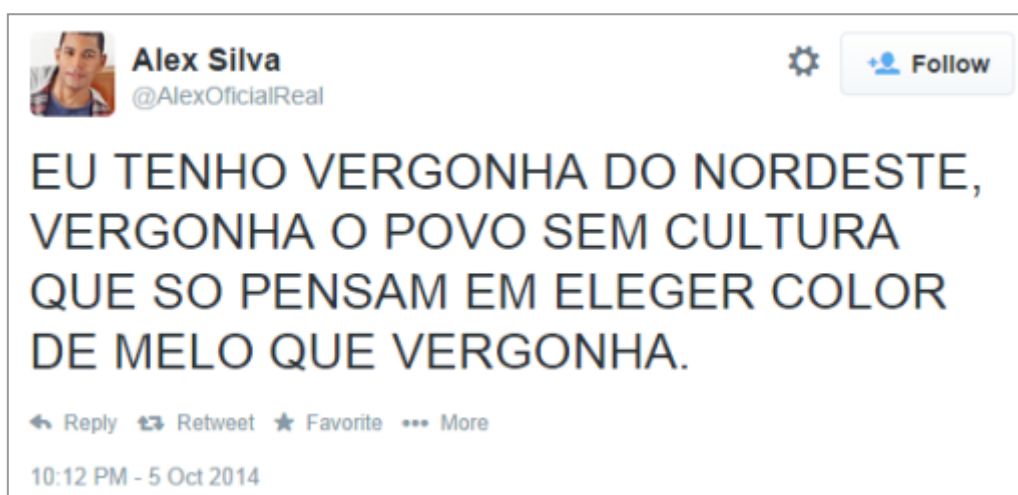 Alex Silva
Follow
@AlexOficialReal
EU TENHO VERGONHA DO NORDESTE,
VERGONHA O POVO SEM CULTURA
QUE SO PENSAM EM ELEGER COLOR
DE MELO QUE VERGONHA.
Reply Retweet Favorite More
10:12 PM - 5 Oct 2014